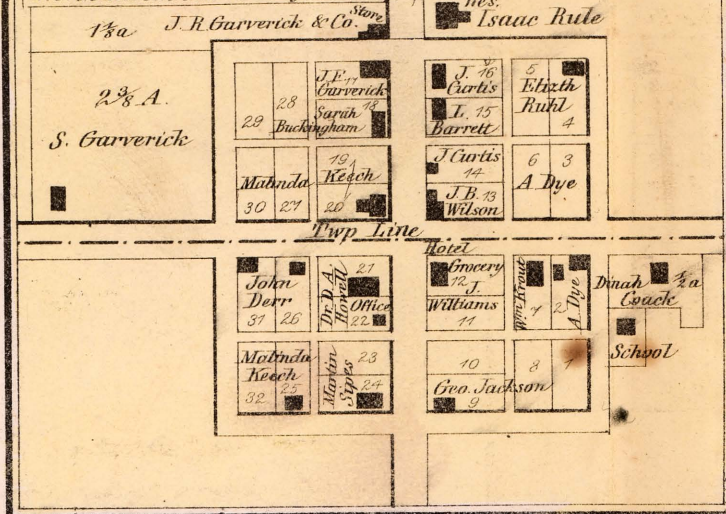 1⅞a J. R. Garverick & Co. Store
Res.
Isaac Rule
2⅜ A.
S. Garverick
29 28
Buckingham
J. F. 17
Garverick
Sarah
18
J. 16
Curtis
L. 15
Barrett
5
Elizth
Ruhl
4
Malinda Keech
30 27
19
20
J. Curtis
14
J. B. 13
Wilson
6 3
A Dye
Twp Line
John
Derr
31 26
Dr. D. A.
Howell
21
Office
22
Hotel
Grocery
12
J.
Williams
11
Wm Krout
7
2
A. Dye
Dinah ½a
Coack
School
Malinda
Keech
32 25
Martin
Sipes
23
24
10
Geo. Jackson
9
8
1